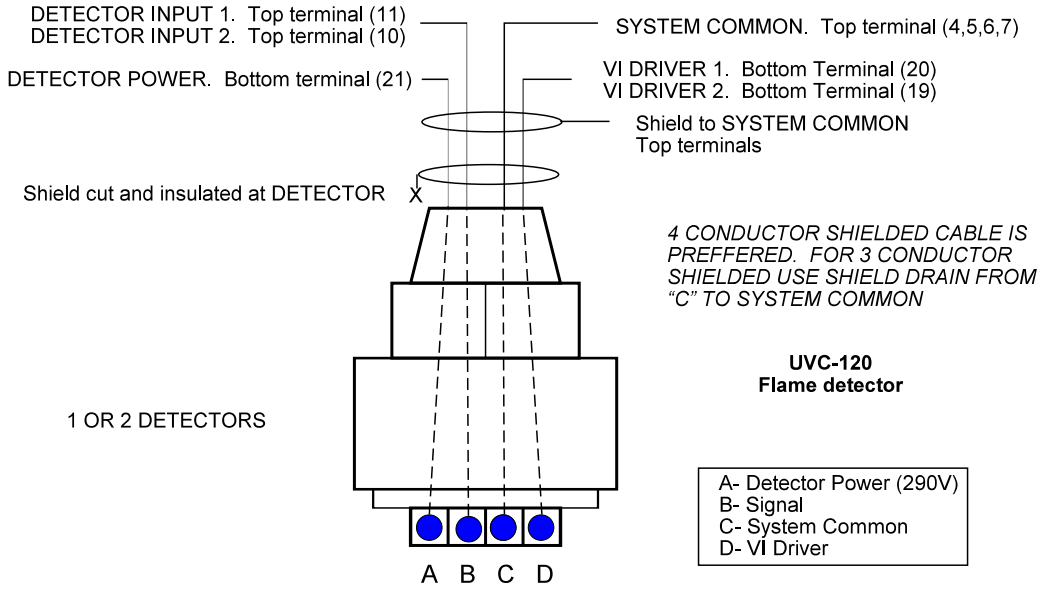 DETECTOR INPUT 1. Top terminal (11)
DETECTOR INPUT 2. Top terminal (10)
SYSTEM COMMON. Top terminal (4,5,6,7)
DETECTOR POWER. Bottom terminal (21)
VI DRIVER 1. Bottom Terminal (20)
VI DRIVER 2. Bottom Terminal (19)
Shield to SYSTEM COMMON
Top terminals
Shield cut and insulated at DETECTOR
X
4 CONDUCTOR SHIELDED CABLE IS
PREFFERED. FOR 3 CONDUCTOR
SHIELDED USE SHIELD DRAIN FROM
“C” TO SYSTEM COMMON
UVC-120
Flame detector
1 OR 2 DETECTORS
A- Detector Power (290V)
B- Signal
C- System Common
D- VI Driver
A B C D